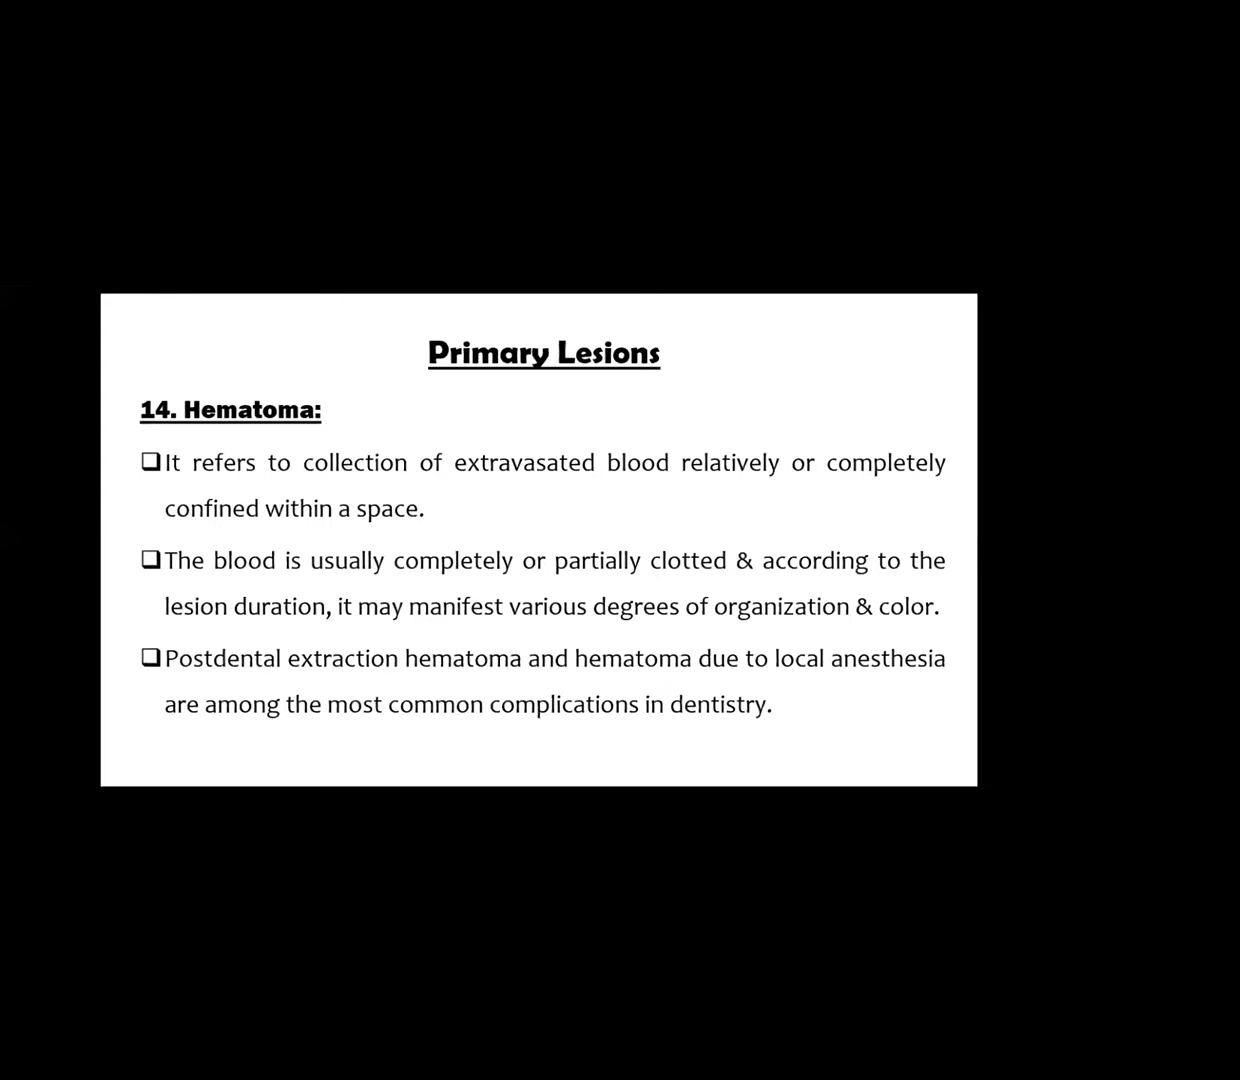 Primary Lesions
14. Hematoma:
❑It refers to collection of extravasated blood relatively or completely
confined within a space.
❑The blood is usually completely or partially clotted & according to the
lesion duration, it may manifest various degrees of organization & color.
❑Postdental extraction hematoma and hematoma due to local anesthesia
are among the most common complications in dentistry.